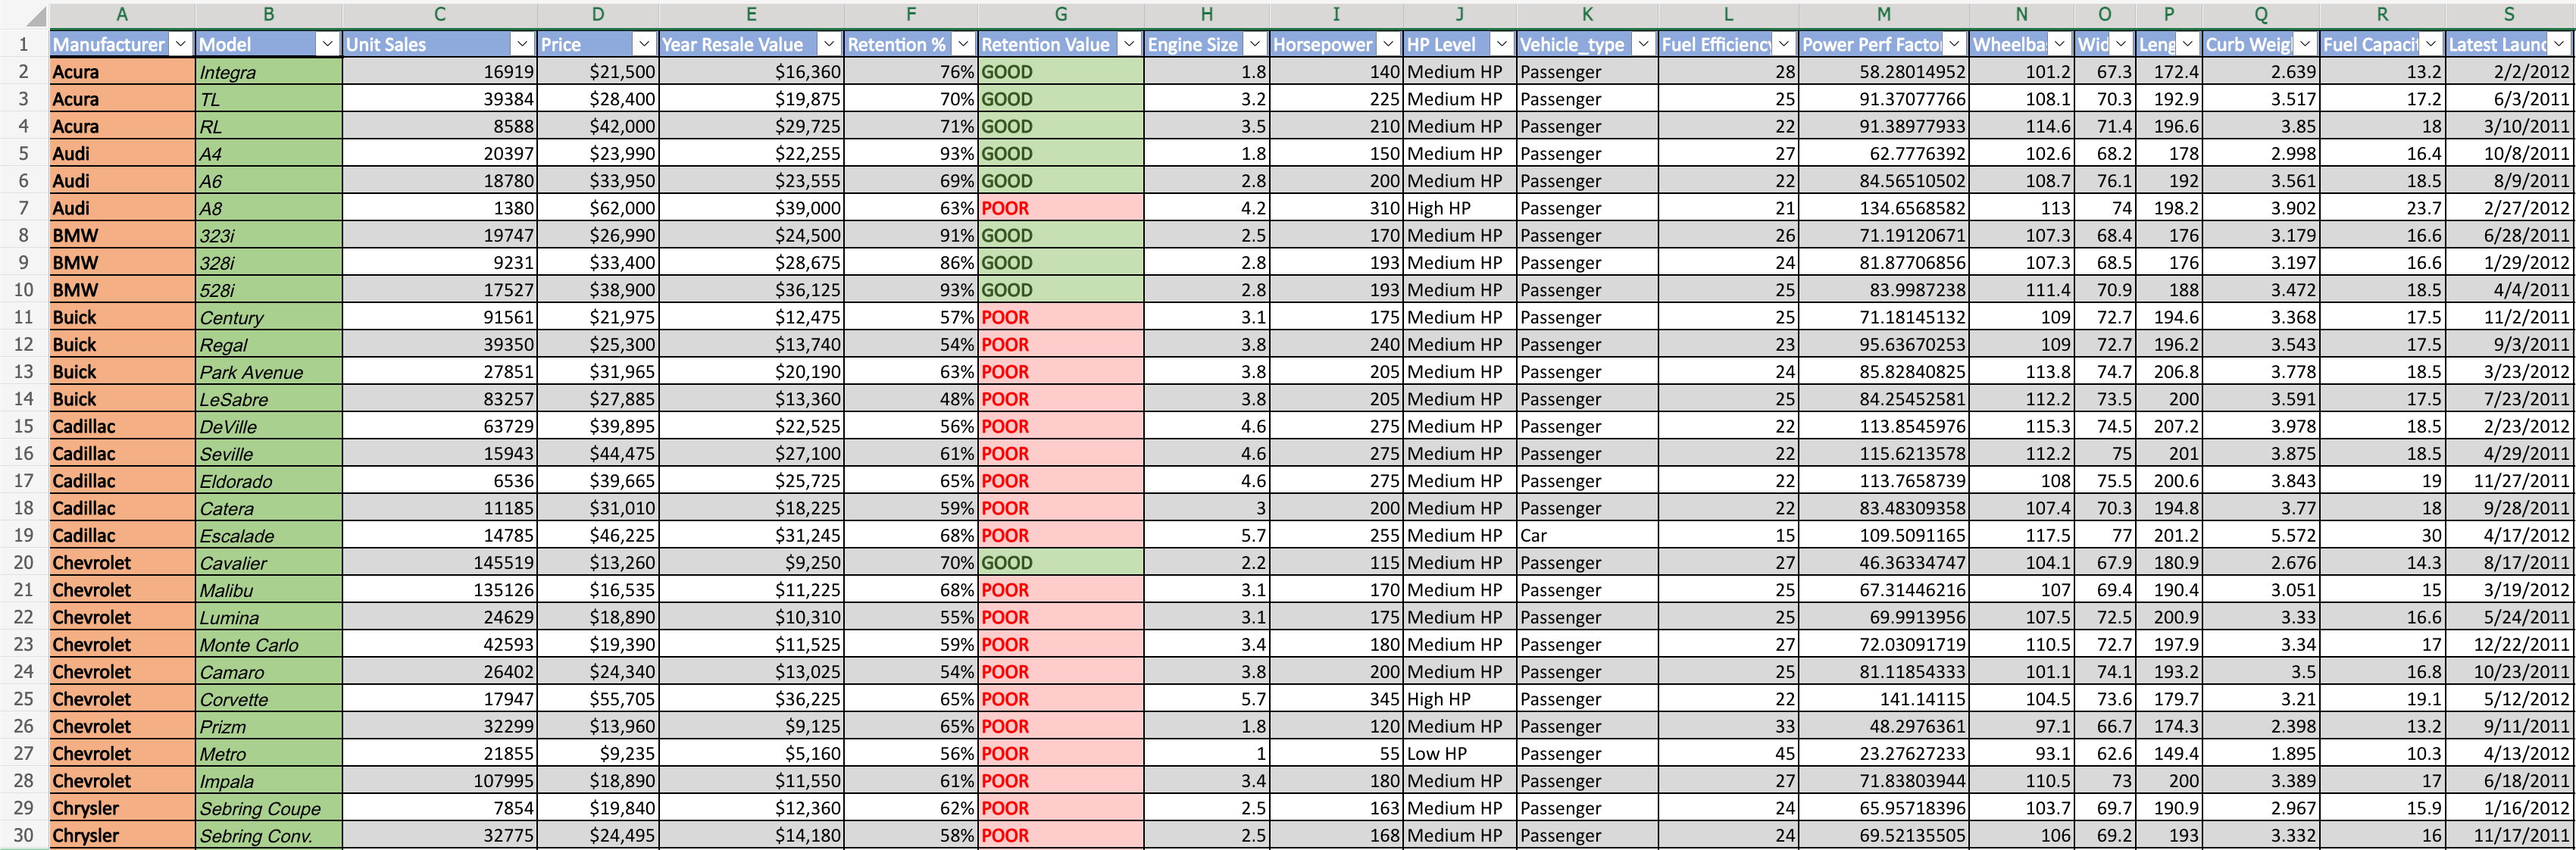 A B C D E F G H I J K L M N O P Q R S
1 Manufacturer Model Unit Sales Price Year Resale Value Retention % Retention Value Engine Size Horsepower HP Level Vehicle_type Fuel Efficiency Power Perf Facto Wheelba Wid Leng Curb Weig Fuel Capacit Latest Launc
2 Acura Integra 16919 $21,500 $16,360 76% GOOD 1.8 140 Medium HP Passenger 28 58.28014952 101.2 67.3 172.4 2.639 13.2 2/2/2012
3 Acura TL 39384 $28,400 $19,875 70% GOOD 3.2 225 Medium HP Passenger 25 91.37077766 108.1 70.3 192.9 3.517 17.2 6/3/2011
4 Acura RL 8588 $42,000 $29,725 71% GOOD 3.5 210 Medium HP Passenger 22 91.38977933 114.6 71.4 196.6 3.85 18 3/10/2011
5 Audi A4 20397 $23,990 $22,255 93% GOOD 1.8 150 Medium HP Passenger 27 62.7776392 102.6 68.2 178 2.998 16.4 10/8/2011
6 Audi A6 18780 $33,950 $23,555 69% GOOD 2.8 200 Medium HP Passenger 22 84.56510502 108.7 76.1 192 3.561 18.5 8/9/2011
7 Audi A8 1380 $62,000 $39,000 63% POOR 4.2 310 High HP Passenger 21 134.6568582 113 74 198.2 3.902 23.7 2/27/2012
8 BMW 323i 19747 $26,990 $24,500 91% GOOD 2.5 170 Medium HP Passenger 26 71.19120671 107.3 68.4 176 3.179 16.6 6/28/2011
9 BMW 328i 9231 $33,400 $28,675 86% GOOD 2.8 193 Medium HP Passenger 24 81.87706856 107.3 68.5 176 3.197 16.6 1/29/2012
10 BMW 528i 17527 $38,900 $36,125 93% GOOD 2.8 193 Medium HP Passenger 25 83.9987238 111.4 70.9 188 3.472 18.5 4/4/2011
11 Buick Century 91561 $21,975 $12,475 57% POOR 3.1 175 Medium HP Passenger 25 71.18145132 109 72.7 194.6 3.368 17.5 11/2/2011
12 Buick Regal 39350 $25,300 $13,740 54% POOR 3.8 240 Medium HP Passenger 23 95.63670253 109 72.7 196.2 3.543 17.5 9/3/2011
13 Buick Park Avenue 27851 $31,965 $20,190 63% POOR 3.8 205 Medium HP Passenger 24 85.82840825 113.8 74.7 206.8 3.778 18.5 3/23/2012
14 Buick LeSabre 83257 $27,885 $13,360 48% POOR 3.8 205 Medium HP Passenger 25 84.25452581 112.2 73.5 200 3.591 17.5 7/23/2011
15 Cadillac DeVille 63729 $39,895 $22,525 56% POOR 4.6 275 Medium HP Passenger 22 113.8545976 115.3 74.5 207.2 3.978 18.5 2/23/2012
16 Cadillac Seville 15943 $44,475 $27,100 61% POOR 4.6 275 Medium HP Passenger 22 115.6213578 112.2 75 201 3.875 18.5 4/29/2011
17 Cadillac Eldorado 6536 $39,665 $25,725 65% POOR 4.6 275 Medium HP Passenger 22 113.7658739 108 75.5 200.6 3.843 19 11/27/2011
18 Cadillac Catera 11185 $31,010 $18,225 59% POOR 3 200 Medium HP Passenger 22 83.48309358 107.4 70.3 194.8 3.77 18 9/28/2011
19 Cadillac Escalade 14785 $46,225 $31,245 68% POOR 5.7 255 Medium HP Car 15 109.5091165 117.5 77 201.2 5.572 30 4/17/2012
20 Chevrolet Cavalier 145519 $13,260 $9,250 70% GOOD 2.2 115 Medium HP Passenger 27 46.36334747 104.1 67.9 180.9 2.676 14.3 8/17/2011
21 Chevrolet Malibu 135126 $16,535 $11,225 68% POOR 3.1 170 Medium HP Passenger 25 67.31446216 107 69.4 190.4 3.051 15 3/19/2012
22 Chevrolet Lumina 24629 $18,890 $10,310 55% POOR 3.1 175 Medium HP Passenger 25 69.9913956 107.5 72.5 200.9 3.33 16.6 5/24/2011
23 Chevrolet Monte Carlo 42593 $19,390 $11,525 59% POOR 3.4 180 Medium HP Passenger 27 72.03091719 110.5 72.7 197.9 3.34 17 12/22/2011
24 Chevrolet Camaro 26402 $24,340 $13,025 54% POOR 3.8 200 Medium HP Passenger 25 81.11854333 101.1 74.1 193.2 3.5 16.8 10/23/2011
25 Chevrolet Corvette 17947 $55,705 $36,225 65% POOR 5.7 345 High HP Passenger 22 141.14115 104.5 73.6 179.7 3.21 19.1 5/12/2012
26 Chevrolet Prizm 32299 $13,960 $9,125 65% POOR 1.8 120 Medium HP Passenger 33 48.2976361 97.1 66.7 174.3 2.398 13.2 9/11/2011
27 Chevrolet Metro 21855 $9,235 $5,160 56% POOR 1 55 Low HP Passenger 45 23.27627233 93.1 62.6 149.4 1.895 10.3 4/13/2012
28 Chevrolet Impala 107995 $18,890 $11,550 61% POOR 3.4 180 Medium HP Passenger 27 71.83803944 110.5 73 200 3.389 17 6/18/2011
29 Chrysler Sebring Coupe 7854 $19,840 $12,360 62% POOR 2.5 163 Medium HP Passenger 24 65.95718396 103.7 69.7 190.9 2.967 15.9 1/16/2012
30 Chrysler Sebring Conv. 32775 $24,495 $14,180 58% POOR 2.5 168 Medium HP Passenger 24 69.52135505 106 69.2 193 3.332 16 11/17/2011